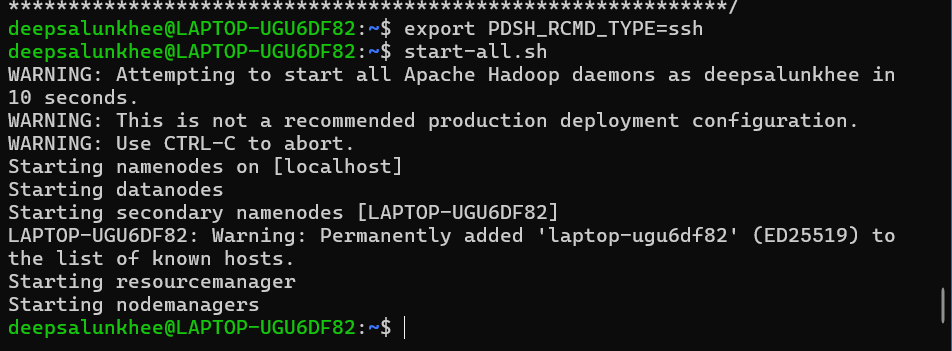 ************************************************************/
deepsalunkhee@LAPTOP-UGU6DF82:~$ export PDSH_RCMD_TYPE=ssh
deepsalunkhee@LAPTOP-UGU6DF82:~$ start-all.sh
WARNING: Attempting to start all Apache Hadoop daemons as deepsalunkhee in
10 seconds.
WARNING: This is not a recommended production deployment configuration.
WARNING: Use CTRL-C to abort.
Starting namenodes on [localhost]
Starting datanodes
Starting secondary namenodes [LAPTOP-UGU6DF82]
LAPTOP-UGU6DF82: Warning: Permanently added 'laptop-ugu6df82' (ED25519) to
the list of known hosts.
Starting resourcemanager
Starting nodemanagers
deepsalunkhee@LAPTOP-UGU6DF82:~$